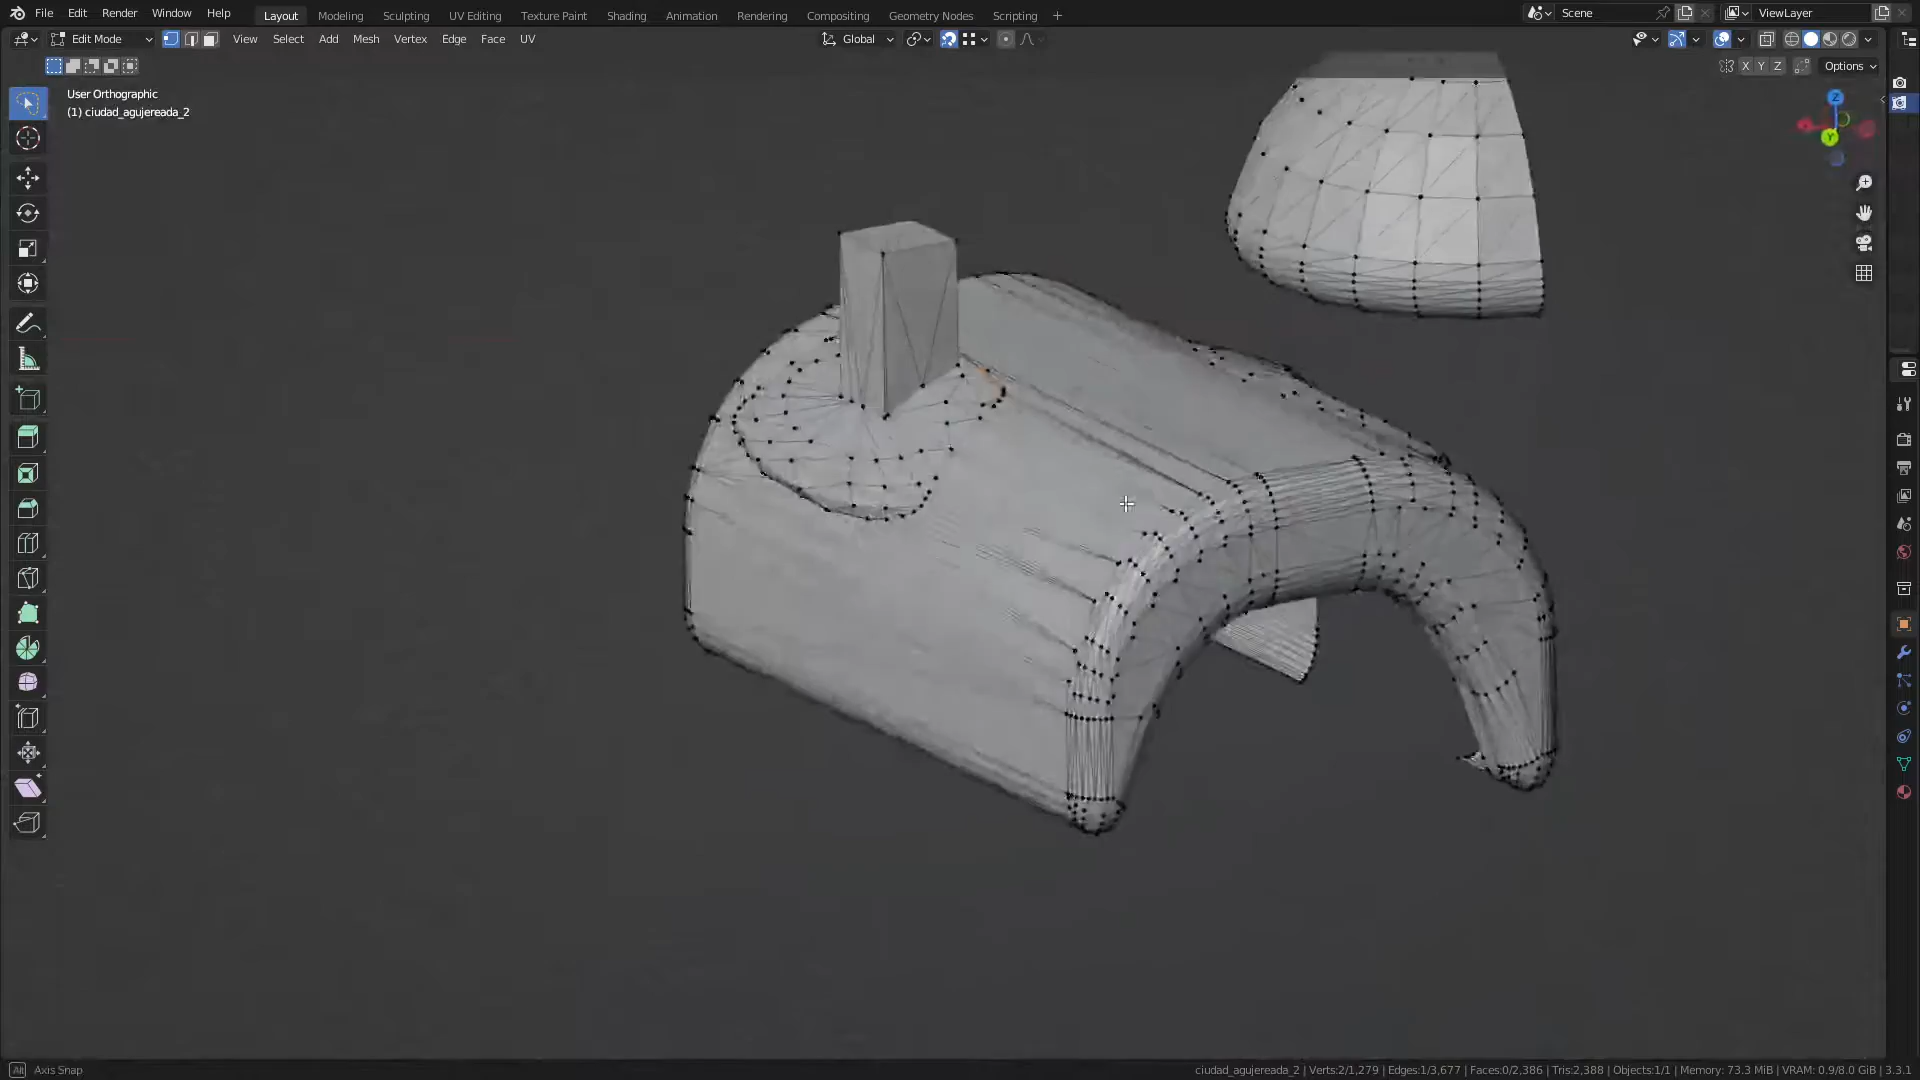 File Edit Render Window Help Layout Modeling Sculpting UV Editing Texture Paint Shading Animation Rendering Compositing Geometry Nodes Scripting + Scene ViewLayer
Edit Mode View Select Add Mesh Vertex Edge Face UV Global
X Y Z Options
User Orthographic
(1) ciudad_agujereada_2
Z
Y
Alt Axis Snap ciudad_agujereada_2 | Verts:2/1,279 | Edges:1/3,677 | Faces:0/2,386 | Tris:2,388 | Objects:1/1 | Memory: 73.3 MiB | VRAM: 0.9/8.0 GiB | 3.3.1